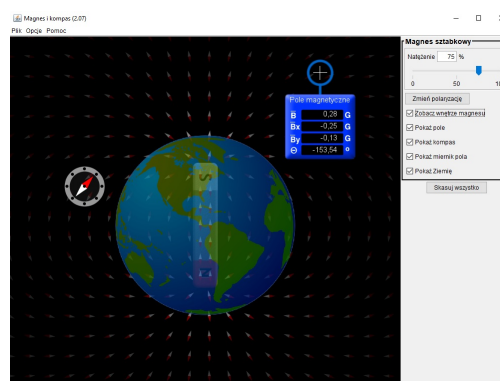 Magnes i kompas (2.07)
Plik Opcje Pomoc
Magnes sztabkowy
Natężenie 75 %
0 50 10
Zmień polaryzację
Zobacz wnętrze magnesu
Pokaż pole
Pokaż kompas
Pokaż miernik pola
Pokaż Ziemię
Skasuj wszystko
Pole magnetyczne
B 0,28 G
Bx -0,25 G
By -0,13 G
Θ -153,54 °
S
N